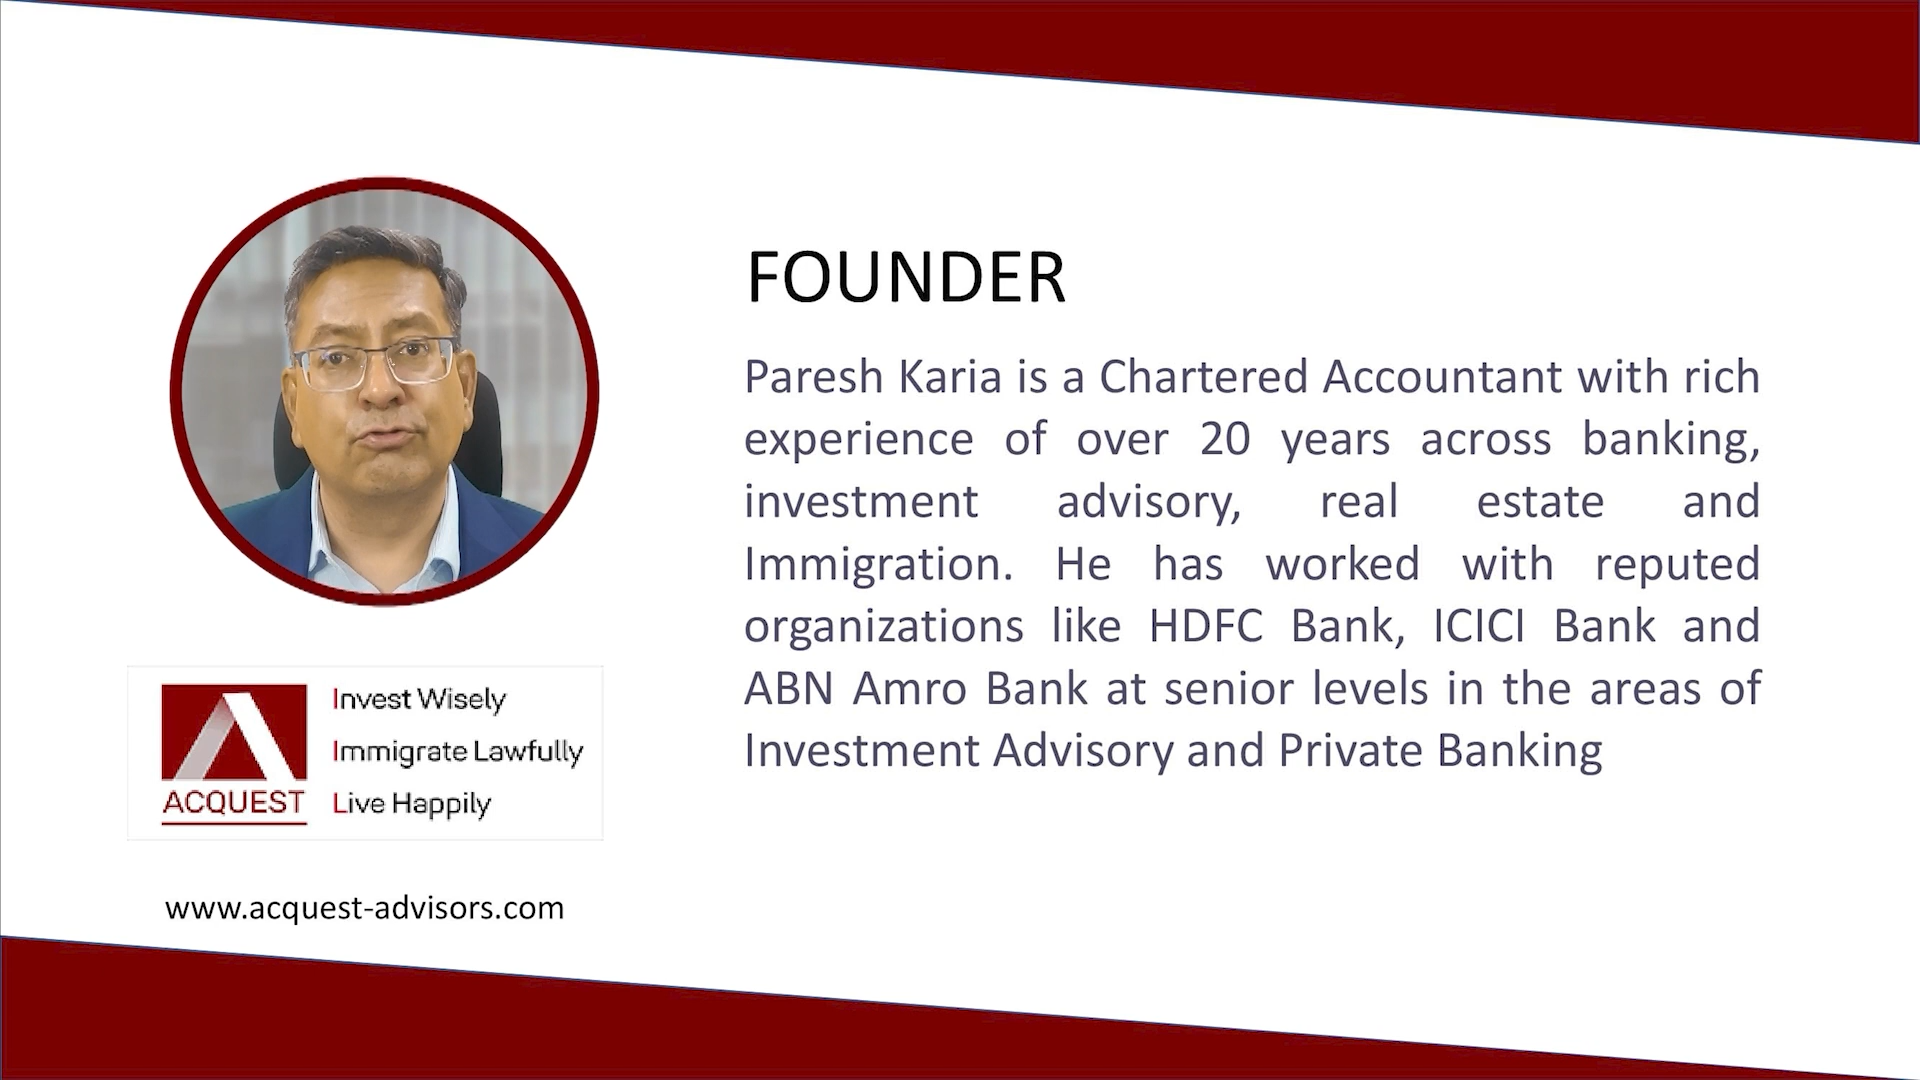 FOUNDER
Paresh Karia is a Chartered Accountant with rich
experience of over 20 years across banking,
investment advisory, real estate and
Immigration. He has worked with reputed
organizations like HDFC Bank, ICICI Bank and
ABN Amro Bank at senior levels in the areas of
Investment Advisory and Private Banking
ACQUEST
Invest Wisely
Immigrate Lawfully
Live Happily
www.acquest-advisors.com